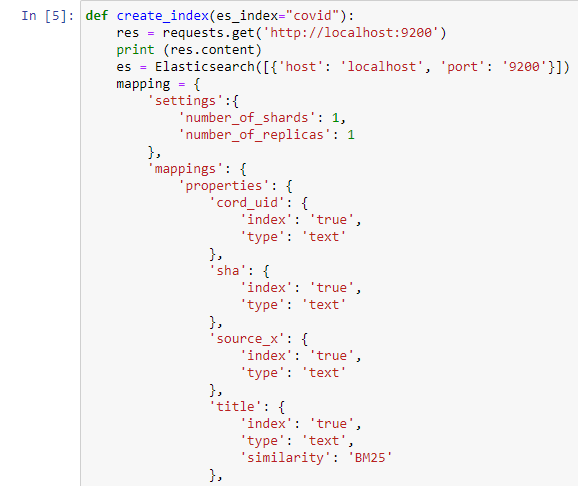 In [5]: def create_index(es_index="covid"):
    res = requests.get('http://localhost:9200')
    print (res.content)
    es = Elasticsearch([{'host': 'localhost', 'port': '9200'}])
    mapping = {
        'settings':{
            'number_of_shards': 1,
            'number_of_replicas': 1
        },
        'mappings': {
            'properties': {
                'cord_uid': {
                    'index': 'true',
                    'type': 'text'
                },
                'sha': {
                    'index': 'true',
                    'type': 'text'
                },
                'source_x': {
                    'index': 'true',
                    'type': 'text'
                },
                'title': {
                    'index': 'true',
                    'type': 'text',
                    'similarity': 'BM25'
                },